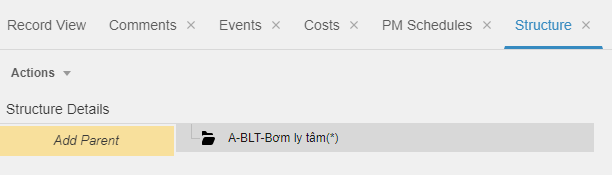 Record View Comments × Events × Costs × PM Schedules × Structure ×
Actions
Structure Details
Add Parent A-BLT-Bơm ly tâm(*)